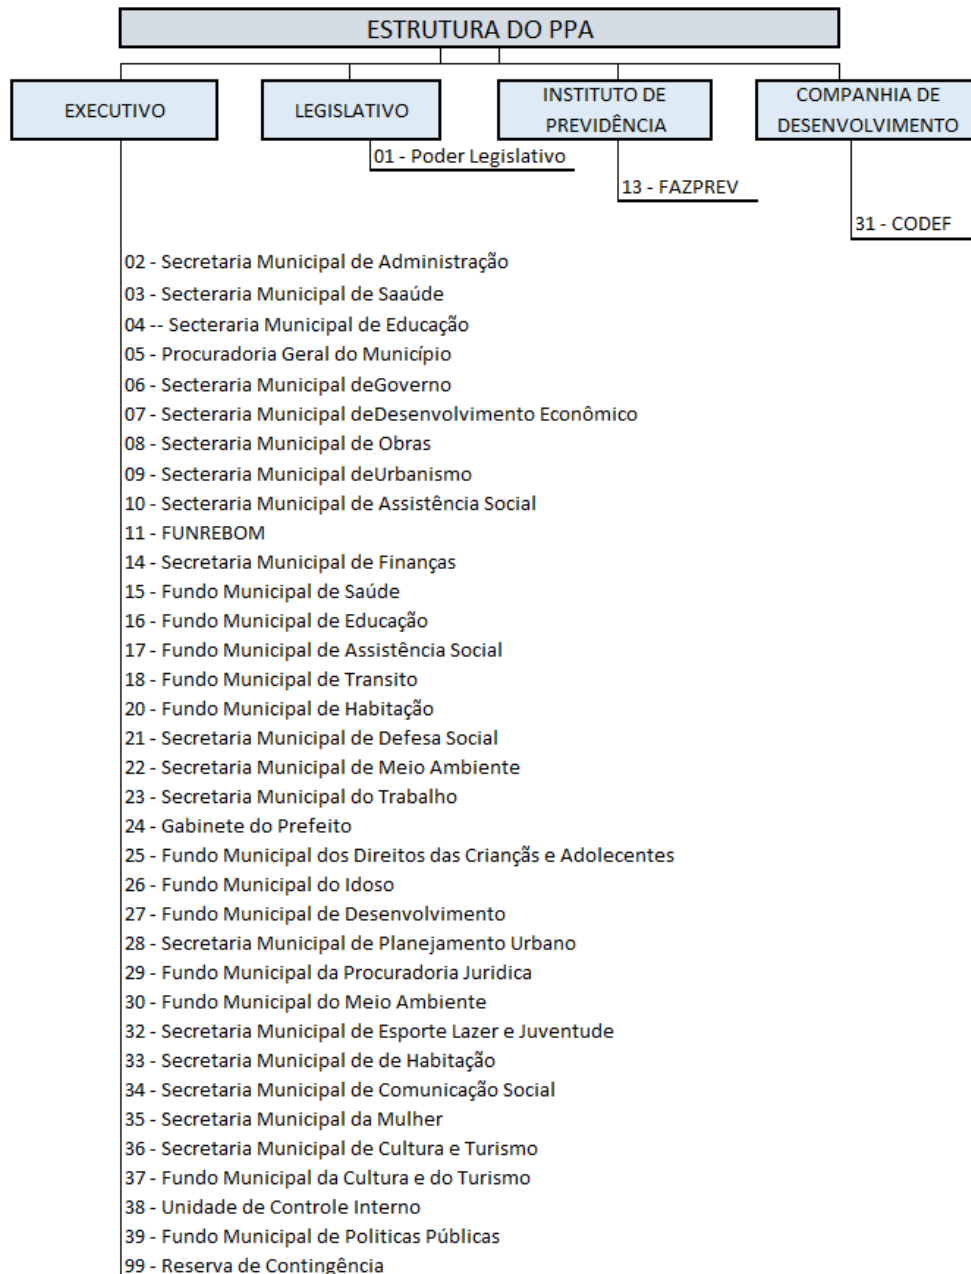 ESTRUTURA DO PPA
EXECUTIVO
LEGISLATIVO
INSTITUTO DE
PREVIDÊNCIA
COMPANHIA DE
DESENVOLVIMENTO
01 - Poder Legislativo
13 - FAZPREV
31 - CODEF
02 - Secretaria Municipal de Administração
03 - Secteraria Municipal de Saaúde
04 -- Secteraria Municipal de Educação
05 - Procuradoria Geral do Município
06 - Secteraria Municipal deGoverno
07 - Secteraria Municipal deDesenvolvimento Econômico
08 - Secteraria Municipal de Obras
09 - Secteraria Municipal deUrbanismo
10 - Secteraria Municipal de Assistência Social
11 - FUNREBOM
14 - Secretaria Municipal de Finanças
15 - Fundo Municipal de Saúde
16 - Fundo Municipal de Educação
17 - Fundo Municipal de Assistência Social
18 - Fundo Municipal de Transito
20 - Fundo Municipal de Habitação
21 - Secretaria Municipal de Defesa Social
22 - Secretaria Municipal de Meio Ambiente
23 - Secretaria Municipal do Trabalho
24 - Gabinete do Prefeito
25 - Fundo Municipal dos Direitos das Criançãs e Adolecentes
26 - Fundo Municipal do Idoso
27 - Fundo Municipal de Desenvolvimento
28 - Secretaria Municipal de Planejamento Urbano
29 - Fundo Municipal da Procuradoria Juridica
30 - Fundo Municipal do Meio Ambiente
32 - Secretaria Municipal de Esporte Lazer e Juventude
33 - Secretaria Municipal de de Habitação
34 - Secretaria Municipal de Comunicação Social
35 - Secretaria Municipal da Mulher
36 - Secretaria Municipal de Cultura e Turismo
37 - Fundo Municipal da Cultura e do Turismo
38 - Unidade de Controle Interno
39 - Fundo Municipal de Politicas Públicas
99 - Reserva de Contingência